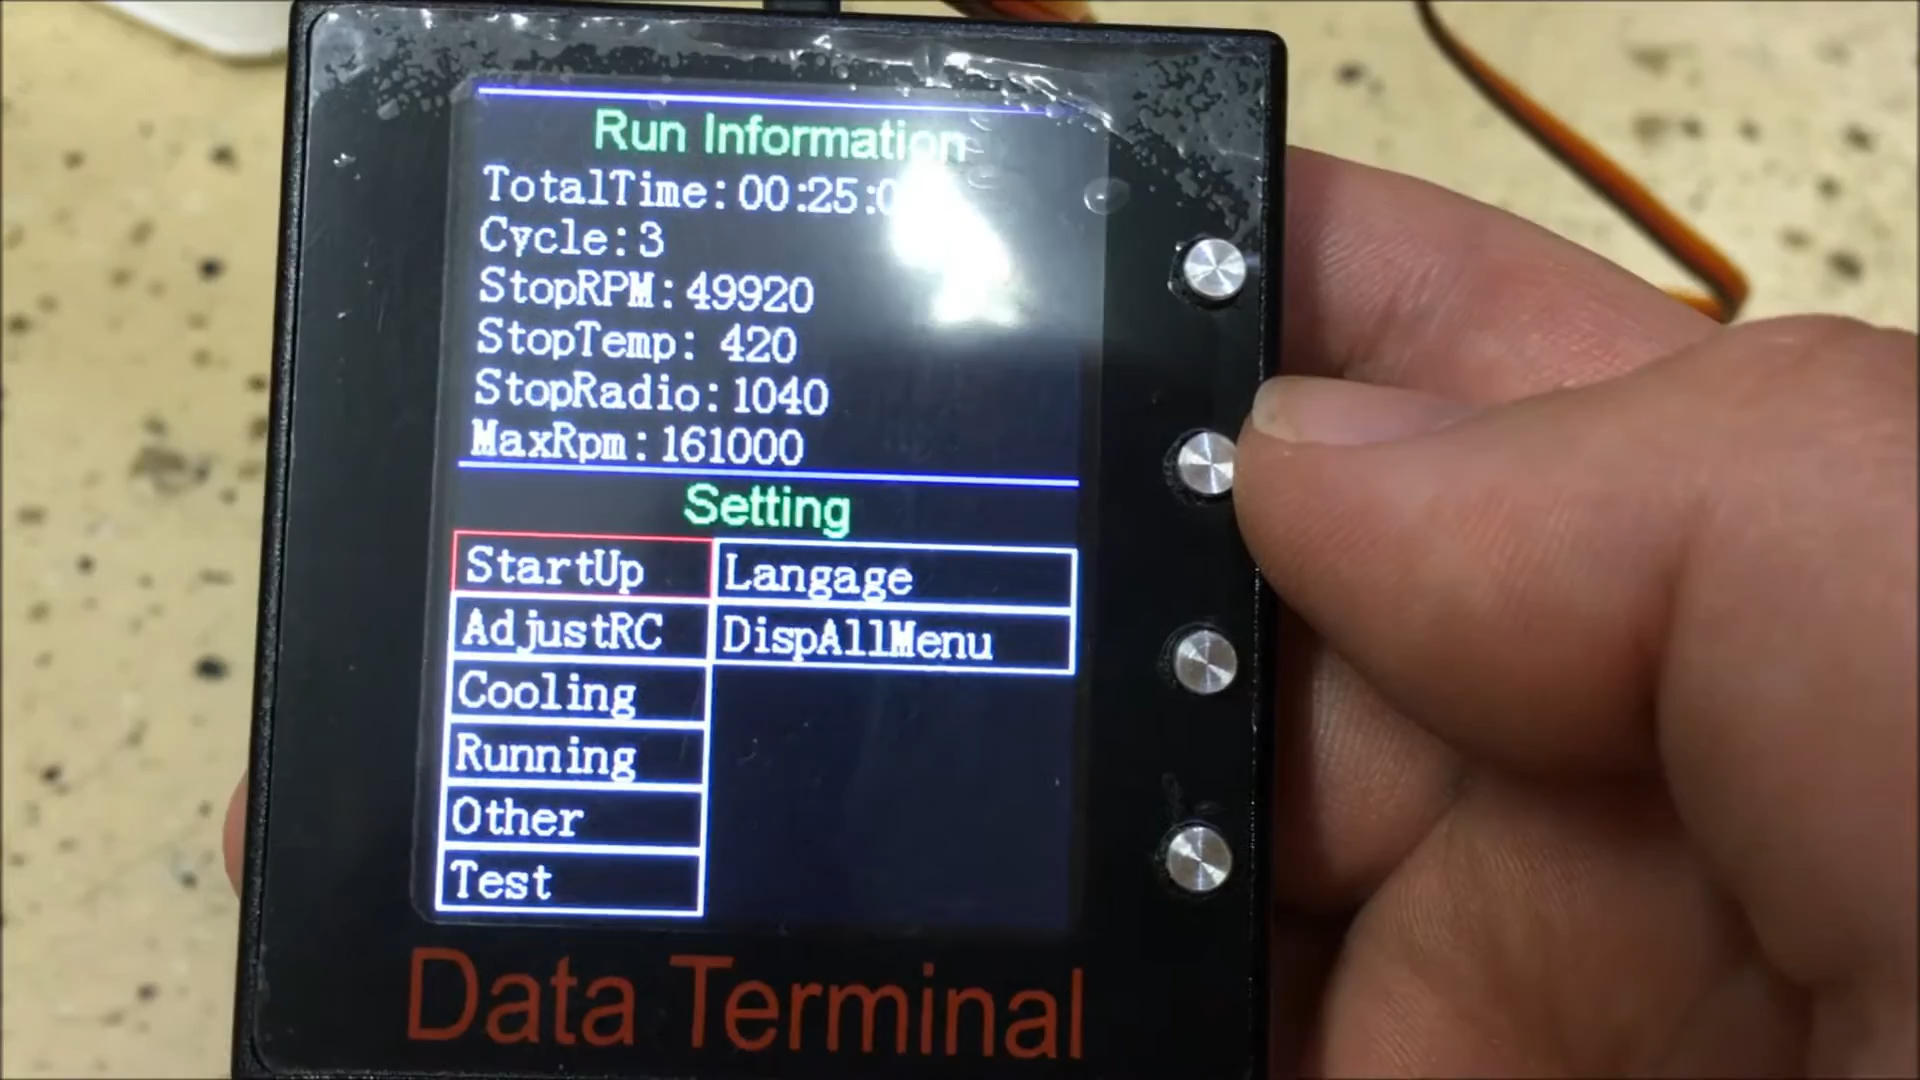 Run Information
TotalTime:00:25:0
Cycle:3
StopRPM:49920
StopTemp: 420
StopRadio:1040
MaxRpm:161000
Setting
StartUp Langage
AdjustRC DispAllMenu
Cooling
Running
Other
Test
Data Terminal